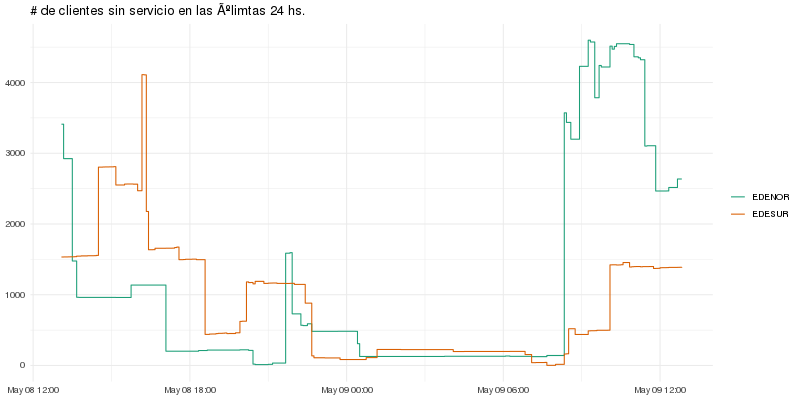 # de clientes sin servicio en las Ãºlimtas 24 hs.
4000
3000
2000
1000
0
May 08 12:00
May 08 18:00
May 09 00:00
May 09 06:00
May 09 12:00
EDENOR
EDESUR